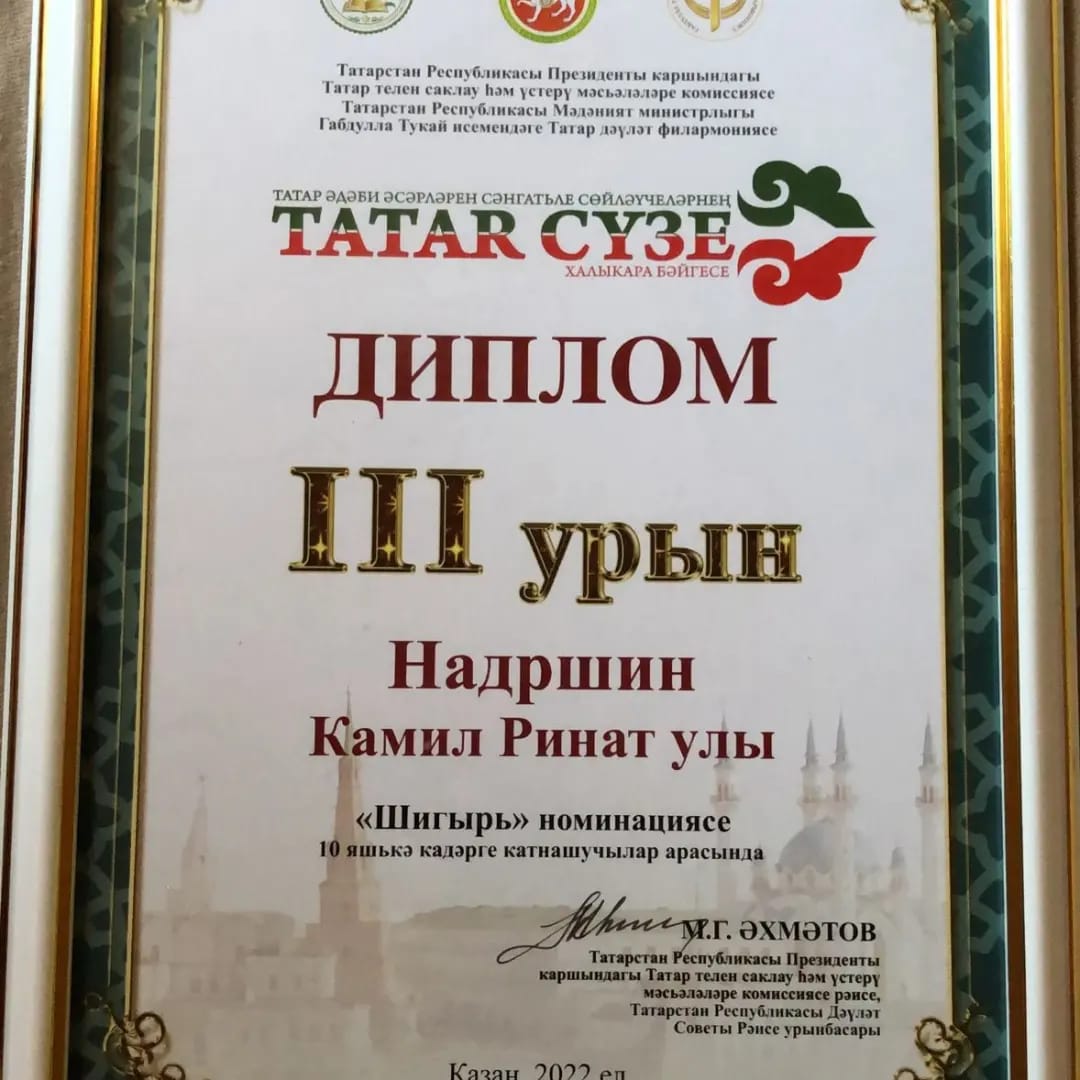 Татарстан Республикасы Президенты каршындагы
Татар телен саклау һәм үстерү мәсьәләләре комиссиясе
Татарстан Республикасы Мәдәният министрлыгы
Габдулла Тукай исемендәге Татар дәүләт филармониясе
ТАТАР ӘДӘБИ ӘСӘРЛӘРЕН СӘНГАТЬЛЕ СӨЙЛӘҮЧЕЛӘРНЕҢ
ТАТАР СҮЗЕ
ХАЛЫКАРА БӘЙГЕСЕ
ДИПЛОМ
III урын
Надршин
Камил Ринат улы
«Шигырь» номинациясе
10 яшькә кадәрге катнашучылар арасында
М.Г. ӘХМӘТОВ
Татарстан Республикасы Президенты
каршындагы Татар телен саклау һәм үстерү
мәсьәләләре комиссиясе рәисе,
Татарстан Республикасы Дәүләт
Советы Рәисе урынбасары
Казан, 2022 ел